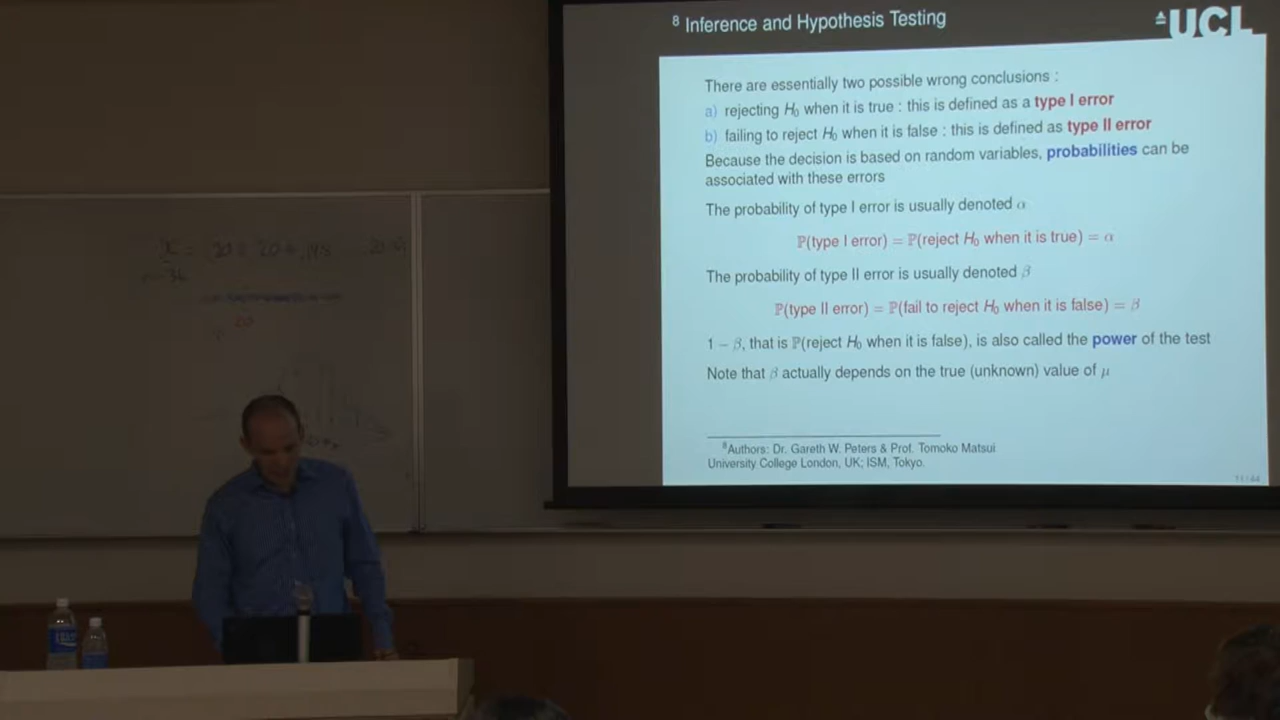 8 Inference and Hypothesis Testing
UCL
There are essentially two possible wrong conclusions :
a) rejecting H0 when it is true : this is defined as a type I error
b) failing to reject H0 when it is false : this is defined as type II error
Because the decision is based on random variables, probabilities can be
associated with these errors
The probability of type I error is usually denoted α
ℙ(type I error) = ℙ(reject H0 when it is true) = α
The probability of type II error is usually denoted β
ℙ(type II error) = ℙ(fail to reject H0 when it is false) = β
1 − β, that is ℙ(reject H0 when it is false), is also called the power of the test
Note that β actually depends on the true (unknown) value of μ
8Authors: Dr. Gareth W. Peters & Prof. Tomoko Matsui
University College London, UK; ISM, Tokyo.